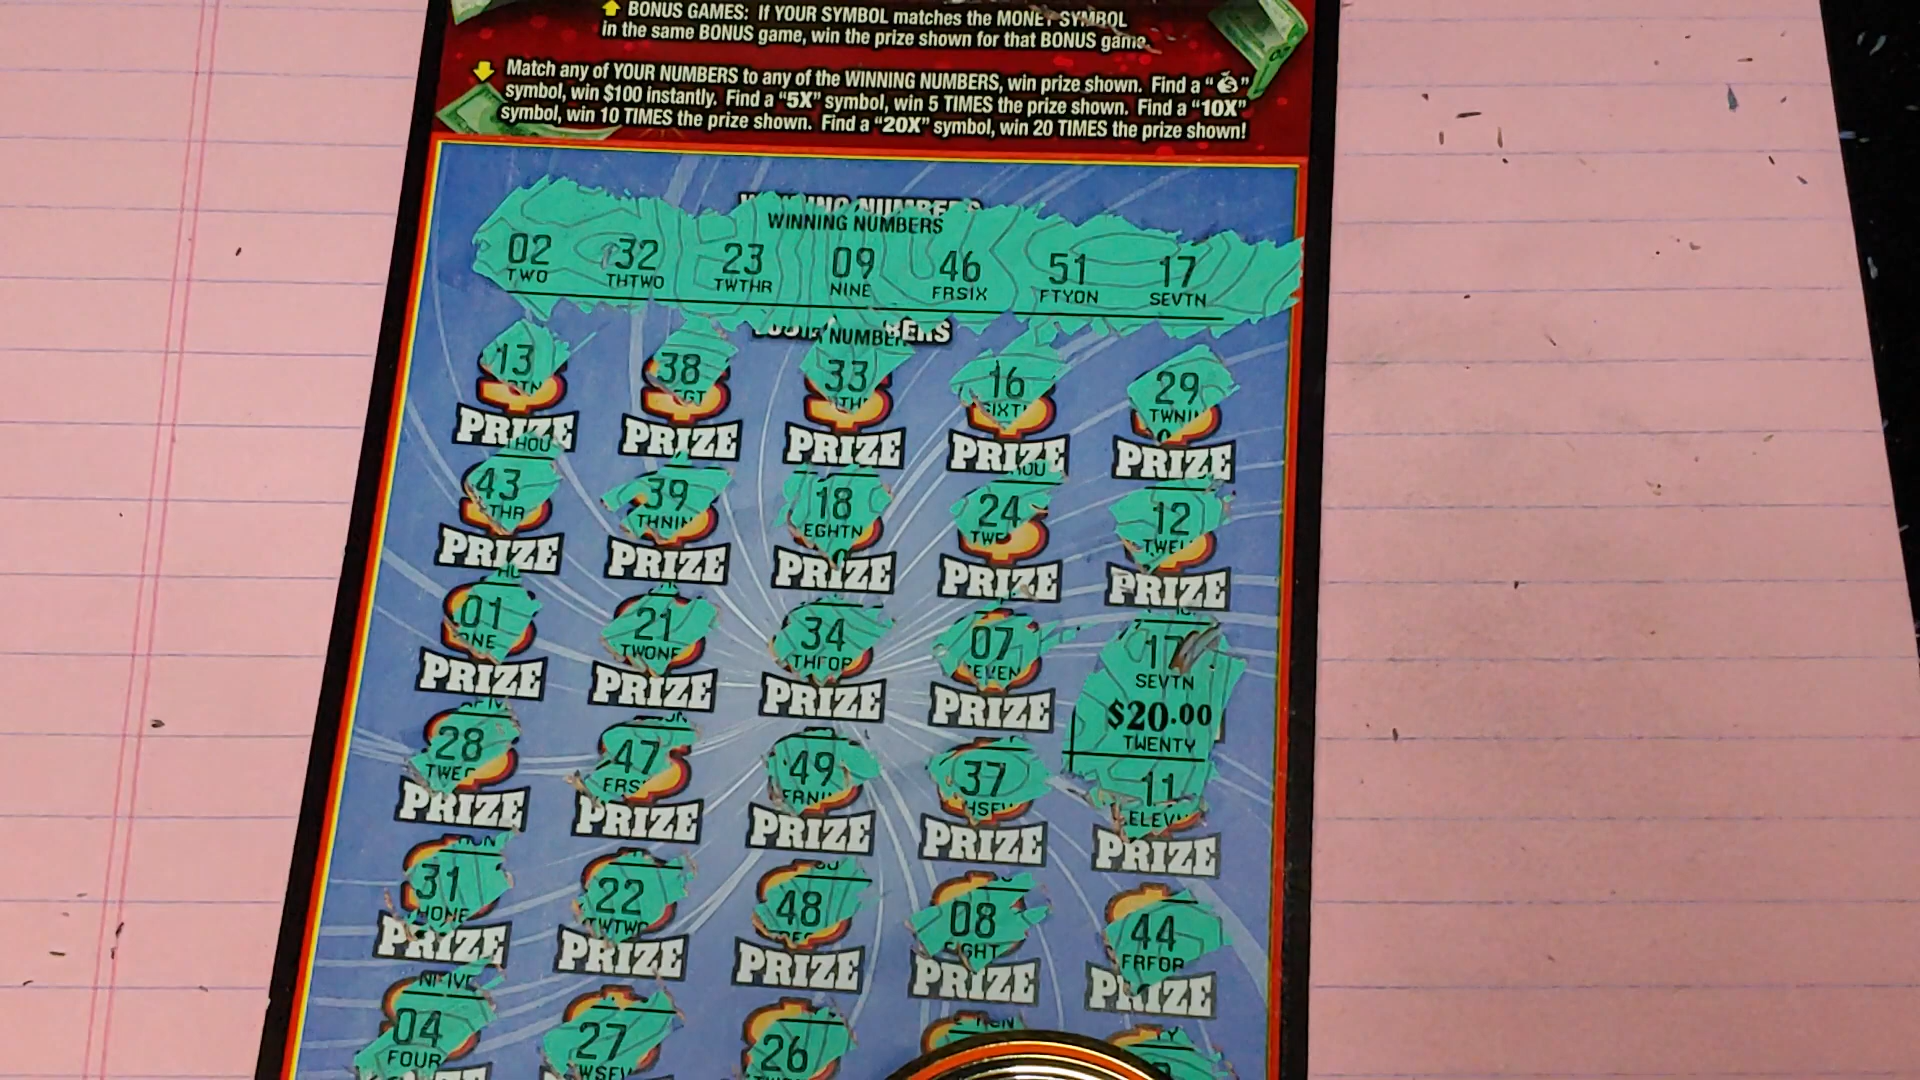 BONUS GAMES: If YOUR SYMBOL matches the MONEY SYMBOL
in the same BONUS game, win the prize shown for that BONUS game.
Match any of YOUR NUMBERS to any of the WINNING NUMBERS, win prize shown. Find a " "
symbol, win $100 instantly. Find a "5X" symbol, win 5 TIMES the prize shown. Find a "10X"
symbol, win 10 TIMES the prize shown. Find a "20X" symbol, win 20 TIMES the prize shown!
WINNING NUMBERS
02 32 23 09 46 51 17
TWO THTWO TWTHR NINE FRSIX FTYON SEVTN
13 38 33 16 29
TWNIN
PRIZE PRIZE PRIZE PRIZE PRIZE
43 39 18 24 12
THNIN EGHTN
PRIZE PRIZE PRIZE PRIZE PRIZE
01 21 34 07 17
TWONE THFOR SEVTN
PRIZE PRIZE PRIZE PRIZE $20.00
TWENTY
28 47 49 37 11
PRIZE PRIZE PRIZE PRIZE PRIZE
31 22 48 08 44
FRFOR
PRIZE PRIZE PRIZE PRIZE PRIZE
04 27 26
FOUR